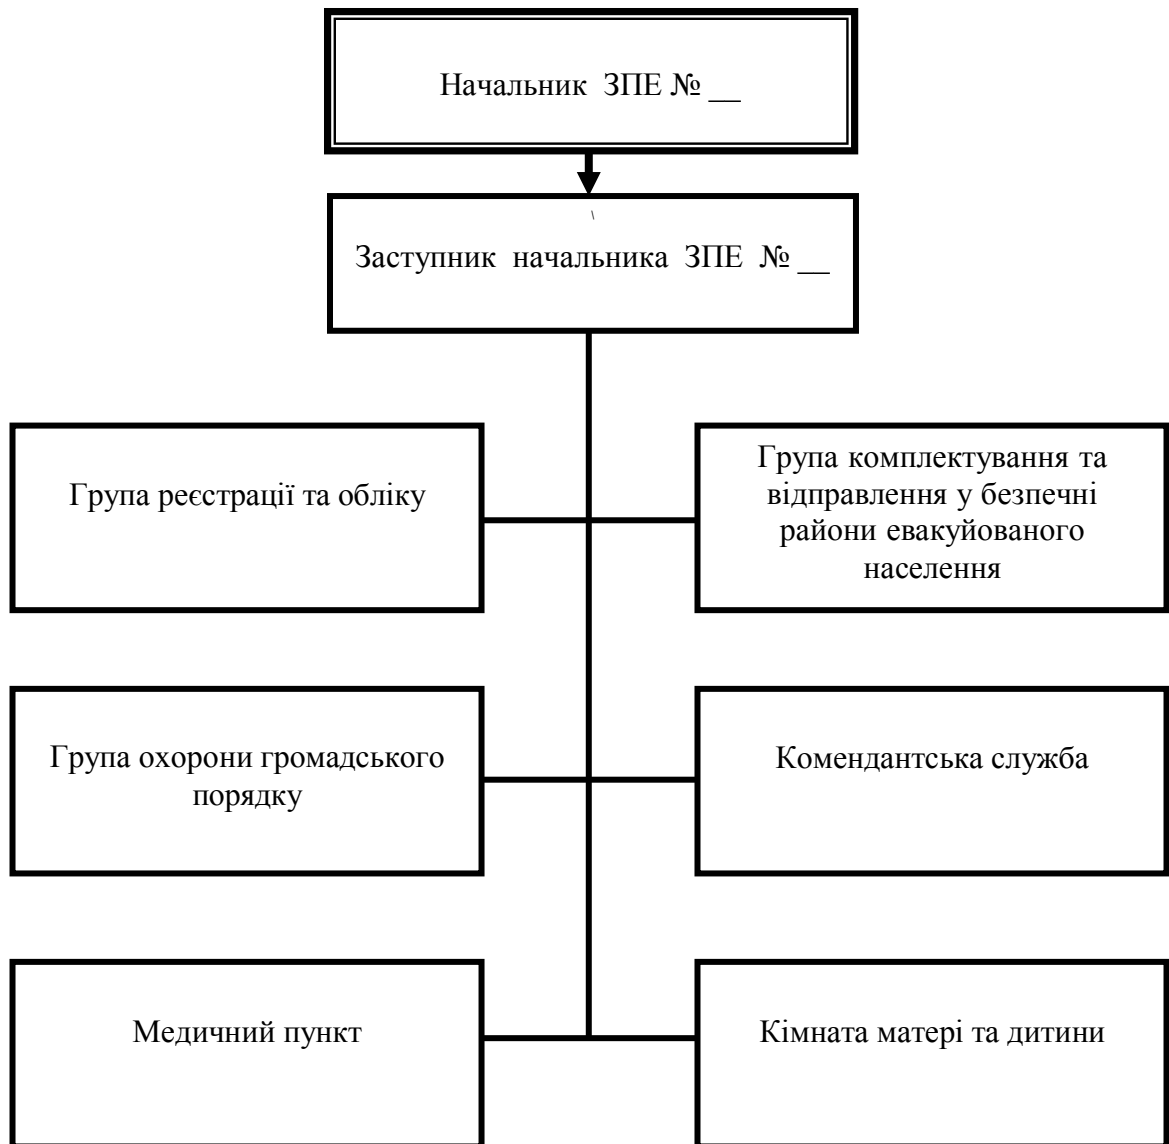 Начальник ЗПЕ № __
Заступник начальника ЗПЕ № __
Група реєстрації та обліку
Група комплектування та
відправлення у безпечні
райони евакуйованого
населення
Група охорони громадського
порядку
Комендантська служба
Медичний пункт
Кімната матері та дитини